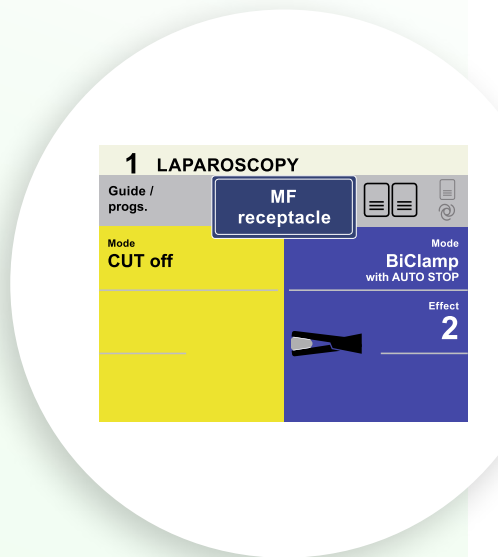 1 LAPAROSCOPY
Guide /
progs.
MF
receptacle
Mode
CUT off
Mode
BiClamp
with AUTO STOP
Effect
2